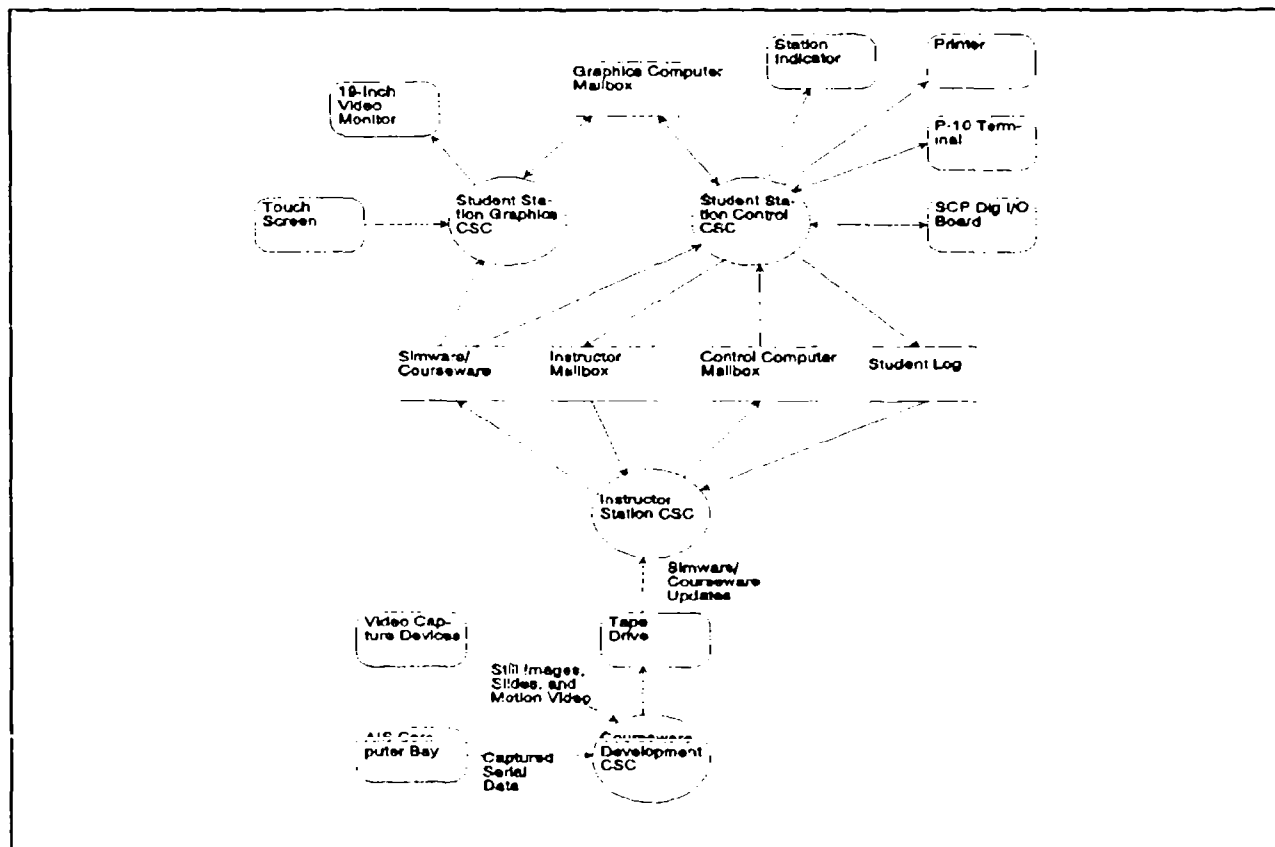 Station
Indicator
Printer
Graphics Computer
Mailbox
19-Inch
Video
Monitor
P-10 Term-
inal
Touch
Screen
Student Sta-
tion Graphics
CSC
Student Sta-
tion Control
CSC
SCP Dig I/O
Board
Simware/
Courseware
Instructor
Mailbox
Control Computer
Mailbox
Student Log
Instructor
Station CSC
Simware/
Courseware
Updates
Video Cap-
ture Devices
Tape
Drive
Still Images,
Slides, and
Motion Video
AIS Com-
puter Bay
Captured
Serial
Data
Courseware
Development
CSC